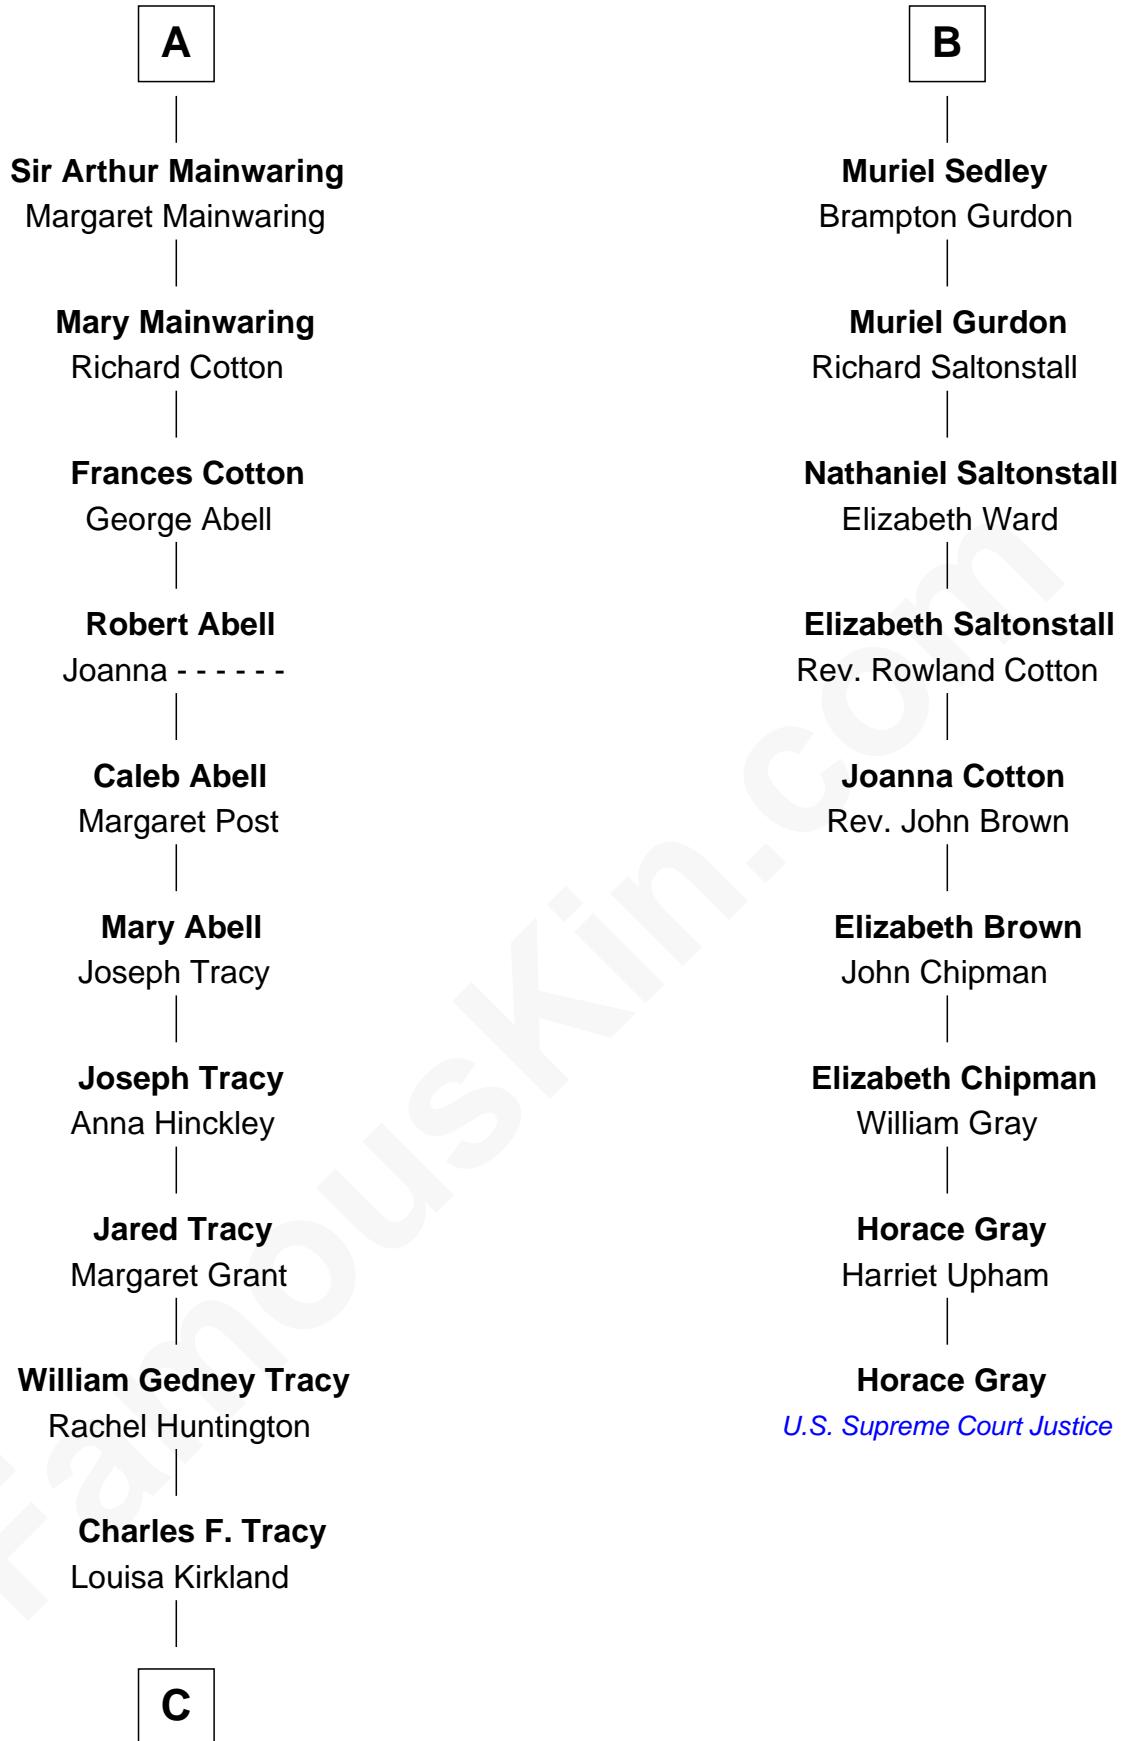 A
Sir Arthur Mainwaring
Margaret Mainwaring
Mary Mainwaring
Richard Cotton
Frances Cotton
George Abell
Robert Abell
Joanna - - - - - -
Caleb Abell
Margaret Post
Mary Abell
Joseph Tracy
Joseph Tracy
Anna Hinckley
Jared Tracy
Margaret Grant
William Gedney Tracy
Rachel Huntington
Charles F. Tracy
Louisa Kirkland
C
B
Muriel Sedley
Brampton Gurdon
Muriel Gurdon
Richard Saltonstall
Nathaniel Saltonstall
Elizabeth Ward
Elizabeth Saltonstall
Rev. Rowland Cotton
Joanna Cotton
Rev. John Brown
Elizabeth Brown
John Chipman
Elizabeth Chipman
William Gray
Horace Gray
Harriet Upham
Horace Gray
U.S. Supreme Court Justice
FamousKin.com